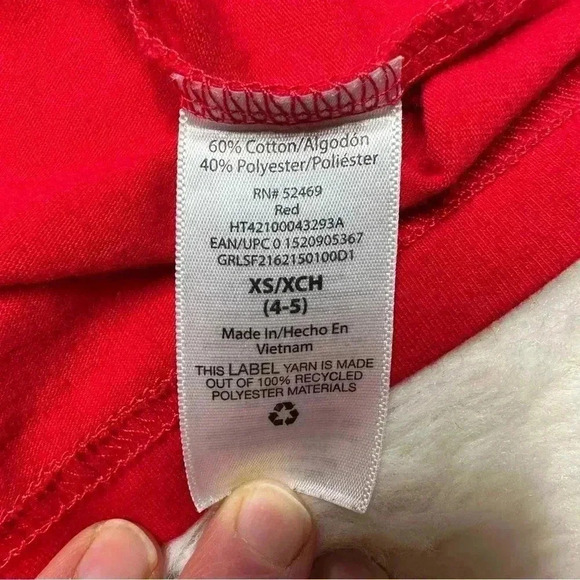 60% Cotton/Algodón
40% Polyester/Poliéster
RN# 52469
Red
HT42100043293A
EAN/UPC 0 1520905367
GRLSF2162150100D1
XS/XCH
(4-5)
Made In/Hecho En
Vietnam
THIS LABEL YARN IS MADE
OUT OF 100% RECYCLED
POLYESTER MATERIALS